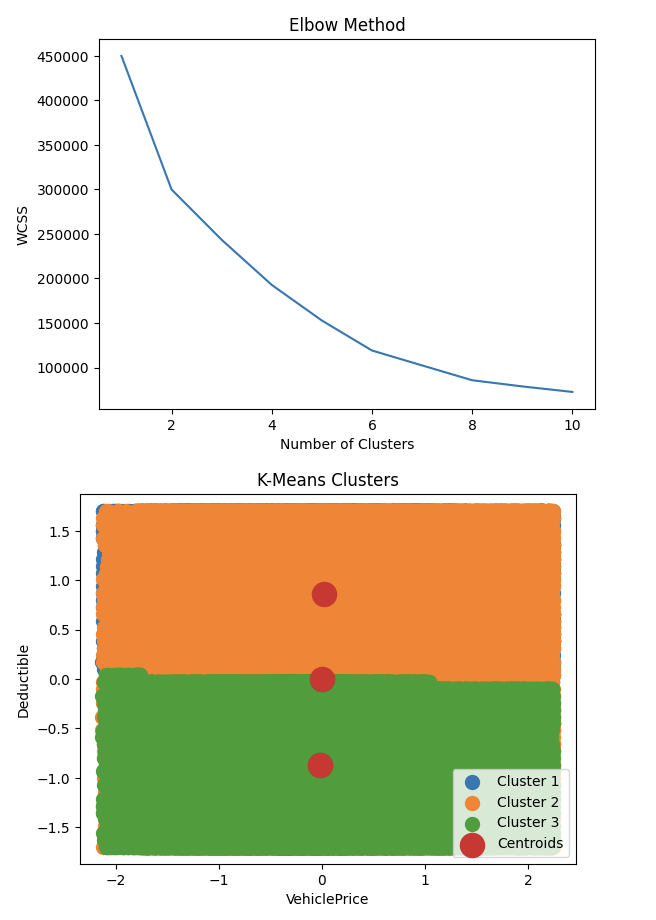 Elbow Method
450000
400000
350000
300000
250000
200000
150000
100000
WCSS
2 4 6 8 10
Number of Clusters
K-Means Clusters
1.5
1.0
0.5
0.0
−0.5
−1.0
−1.5
Deductible
Cluster 1
Cluster 2
Cluster 3
Centroids
−2 −1 0 1 2
VehiclePrice